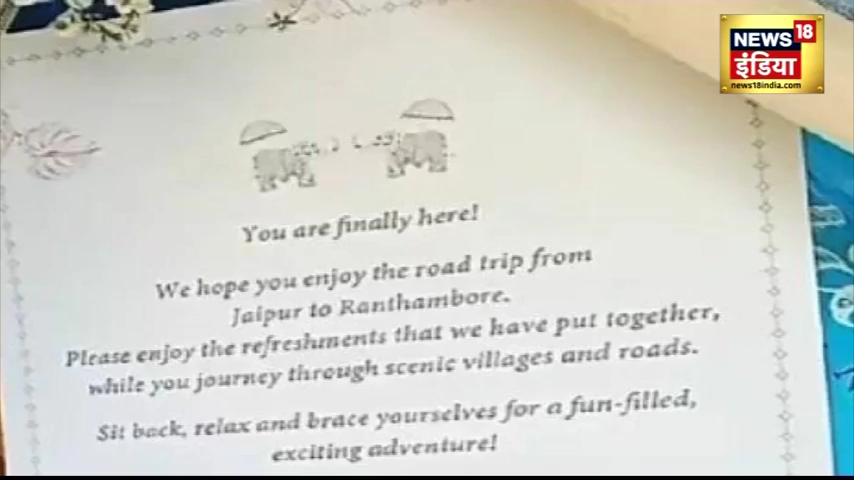 NEWS 18
इंडिया
news18india.com
You are finally here!
We hope you enjoy the road trip from
Jaipur to Ranthambore.
Please enjoy the refreshments that we have put together,
while you journey through scenic villages and roads.
Sit back, relax and brace yourselves for a fun-filled,
exciting adventure!